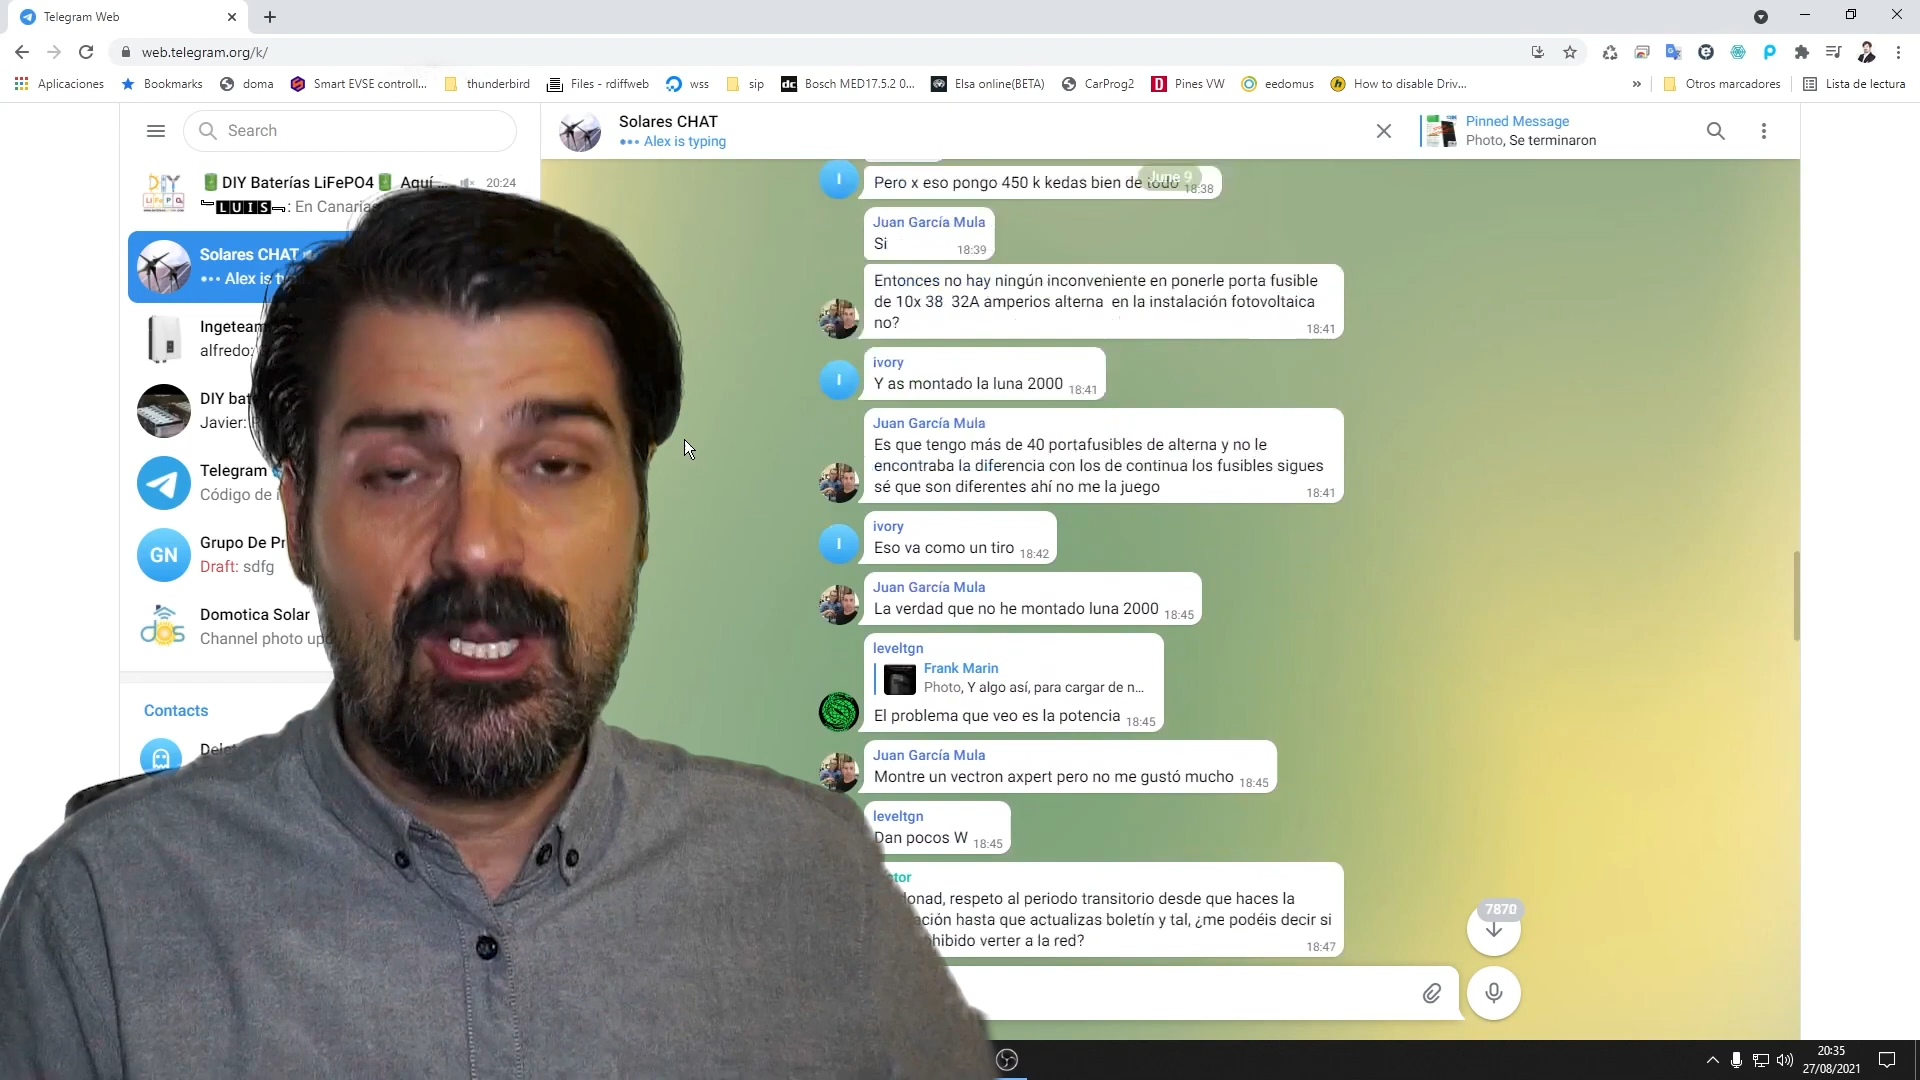 Telegram Web
web.telegram.org/k/
Aplicaciones
Bookmarks
doma
Smart EVSE controll...
thunderbird
Files - rdiffweb
wss
sip
Bosch MED17.5.2 0...
Elsa online(BETA)
CarProg2
Pines VW
eedomus
How to disable Driv...
»
Otros marcadores
Lista de lectura
Search
DIY Baterías LiFePO4 Aquí ...
20:24
LUIS: En Canarias
Solares CHAT
Alex is
Ingeteam
alfredo:
DIY
Javier:
Telegram
Código de
GN
Grupo De
Draft: sdfg
Domotica Solar
Channel photo
Contacts
Solares CHAT
Alex is typing
Pinned Message
Photo, Se terminaron
June 9
I
Pero x eso pongo 450 k kedas bien de todo 18:38
Juan García Mula
Si 18:39
Entonces no hay ningún inconveniente en ponerle porta fusible
de 10x 38 32A amperios alterna en la instalación fotovoltaica
no? 18:41
ivory
I
Y as montado la luna 2000 18:41
Juan García Mula
Es que tengo más de 40 portafusibles de alterna y no le
encontraba la diferencia con los de continua los fusibles sigues
sé que son diferentes ahí no me la juego 18:41
ivory
I
Eso va como un tiro 18:42
Juan García Mula
La verdad que no he montado luna 2000 18:45
leveltgn
Frank Marin
Photo, Y algo así, para cargar de n...
El problema que veo es la potencia 18:45
Juan García Mula
Montre un vectron axpert pero no me gustó mucho 18:45
leveltgn
Dan pocos W 18:45
respeto al periodo transitorio desde que haces la
hasta que actualizas boletín y tal, ¿me podéis decir si
verter a la red? 18:47
7870
20:35
27/08/2021